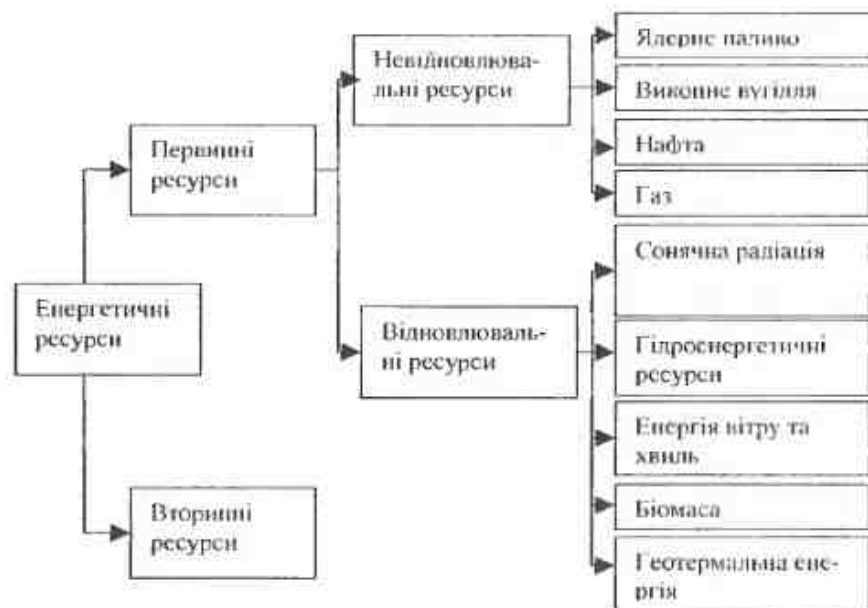 Невідновлюва-
льні ресурси
Ядерне паливо
Викопне вугілля
Нафта
Газ
Первинні
ресурси
Енергетичні
ресурси
Вторинні
ресурси
Відновлюваль-
ні ресурси
Сонячна радіація
Гідроенергетичні
ресурси
Енергія вітру та
хвиль
Біомаса
Геотермальна ене-
ргія